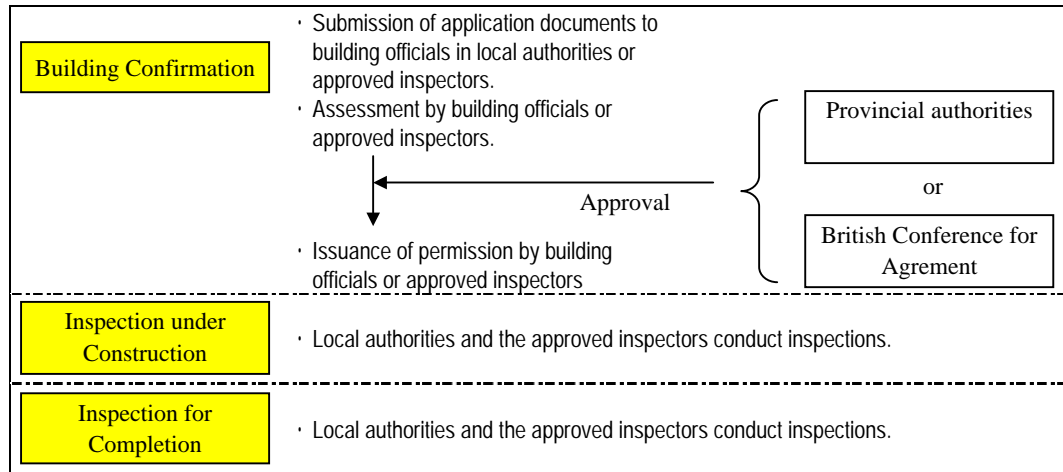 Building Confirmation
· Submission of application documents to
building officials in local authorities or
approved inspectors.
· Assessment by building officials or
approved inspectors.
Approval
Provincial authorities
or
British Conference for
Agrement
· Issuance of permission by building
officials or approved inspectors
Inspection under
Construction
· Local authorities and the approved inspectors conduct inspections.
Inspection for
Completion
· Local authorities and the approved inspectors conduct inspections.